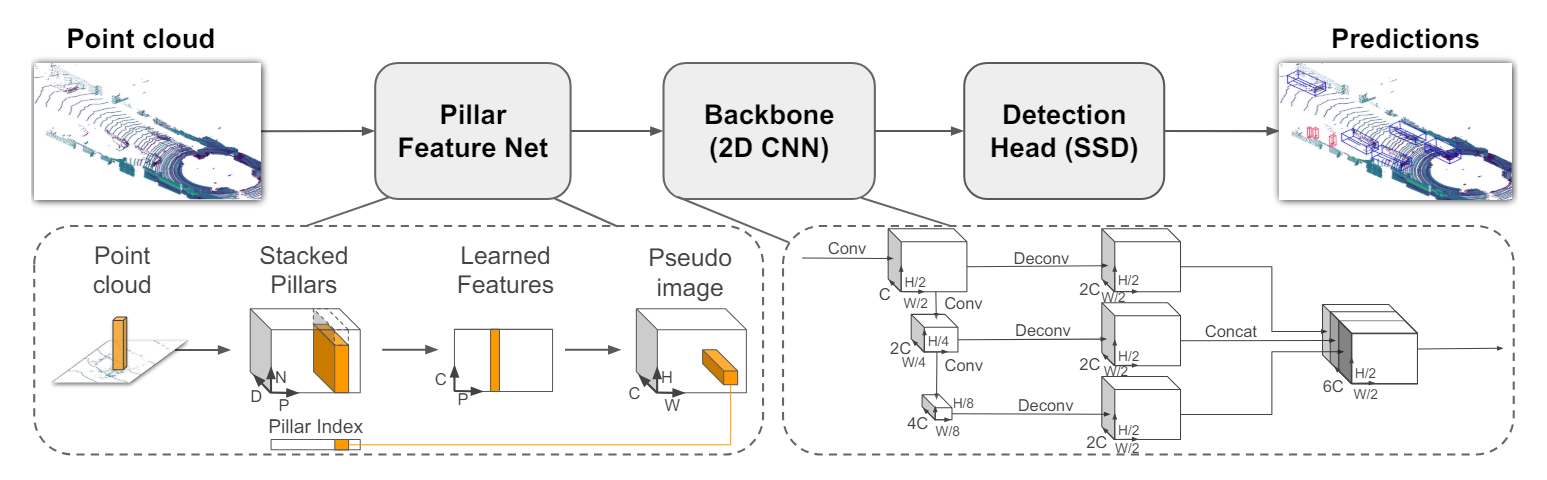 Point cloud
Pillar
Feature Net
Backbone
(2D CNN)
Detection
Head (SSD)
Predictions
Point
cloud
Stacked
Pillars
Learned
Features
Pseudo
image
N
D
P
C
P
H
C
W
Pillar Index
Conv
H/2
C
W/2
Conv
H/4
2C
W/4
Conv
H/8
4C
W/8
Deconv
Deconv
Deconv
H/2
2C
W/2
H/2
2C
W/2
H/2
2C
W/2
Concat
H/2
6C
W/2